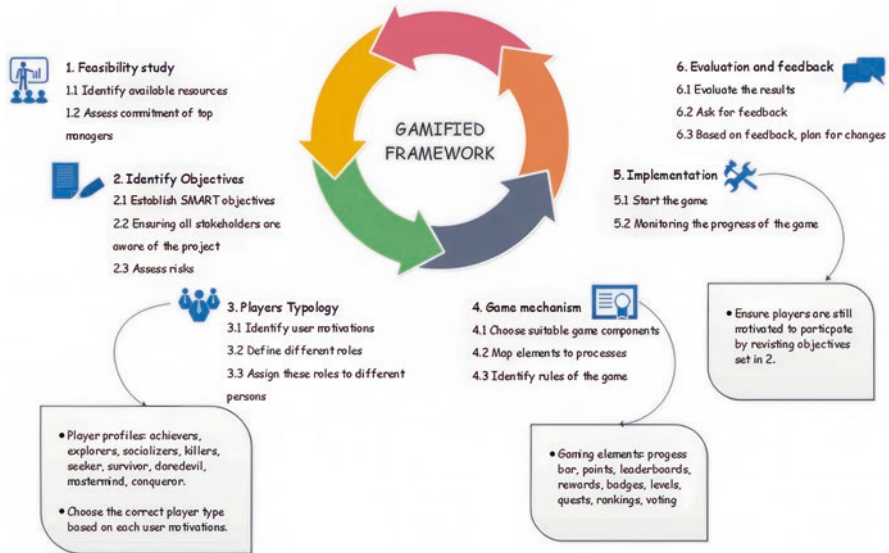 GAMIFIED
FRAMEWORK
1. Feasibility study
1.1 Identify available resources
1.2 Assess commitment of top
managers
2. Identify Objectives
2.1 Establish SMART objectives
2.2 Ensuring all stakeholders are
aware of the project
2.3 Assess risks
3. Players Typology
3.1 Identify user motivations
3.2 Define different roles
3.3 Assign these roles to different
persons
• Player profiles: achievers,
explorers, socializers, killers,
seeker, survivor, daredevil,
mastermind, conqueror.
• Choose the correct player type
based on each user motivations.
4. Game mechanism
4.1 Choose suitable game components
4.2 Map elements to processes
4.3 Identify rules of the game
• Gaming elements: progess
bar, points, leaderboards,
rewards, badges, levels,
quests, rankings, voting
5. Implementation
5.1 Start the game
5.2 Monitoring the progress of the game
• Ensure players are still
motivated to particpate
by revisting objectives
set in 2.
6. Evaluation and feedback
6.1 Evaluate the results
6.2 Ask for feedback
6.3 Based on feedback, plan for changes